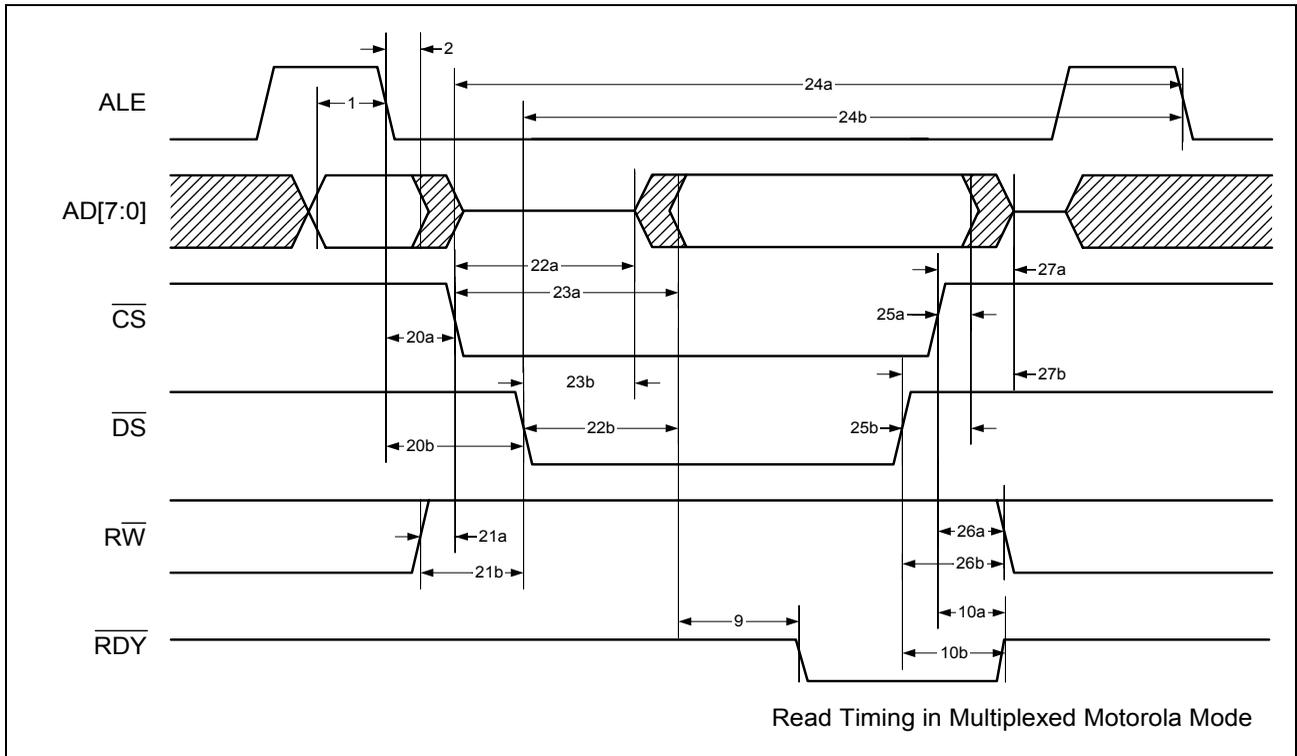 2
24a
ALE
1
24b
AD[7:0]
22a
27a
23a
CS
25a
20a
23b
27b
DS
22b
25b
20b
RW
21a
26a
21b
26b
10a
9
RDY
10b
Read Timing in Multiplexed Motorola Mode